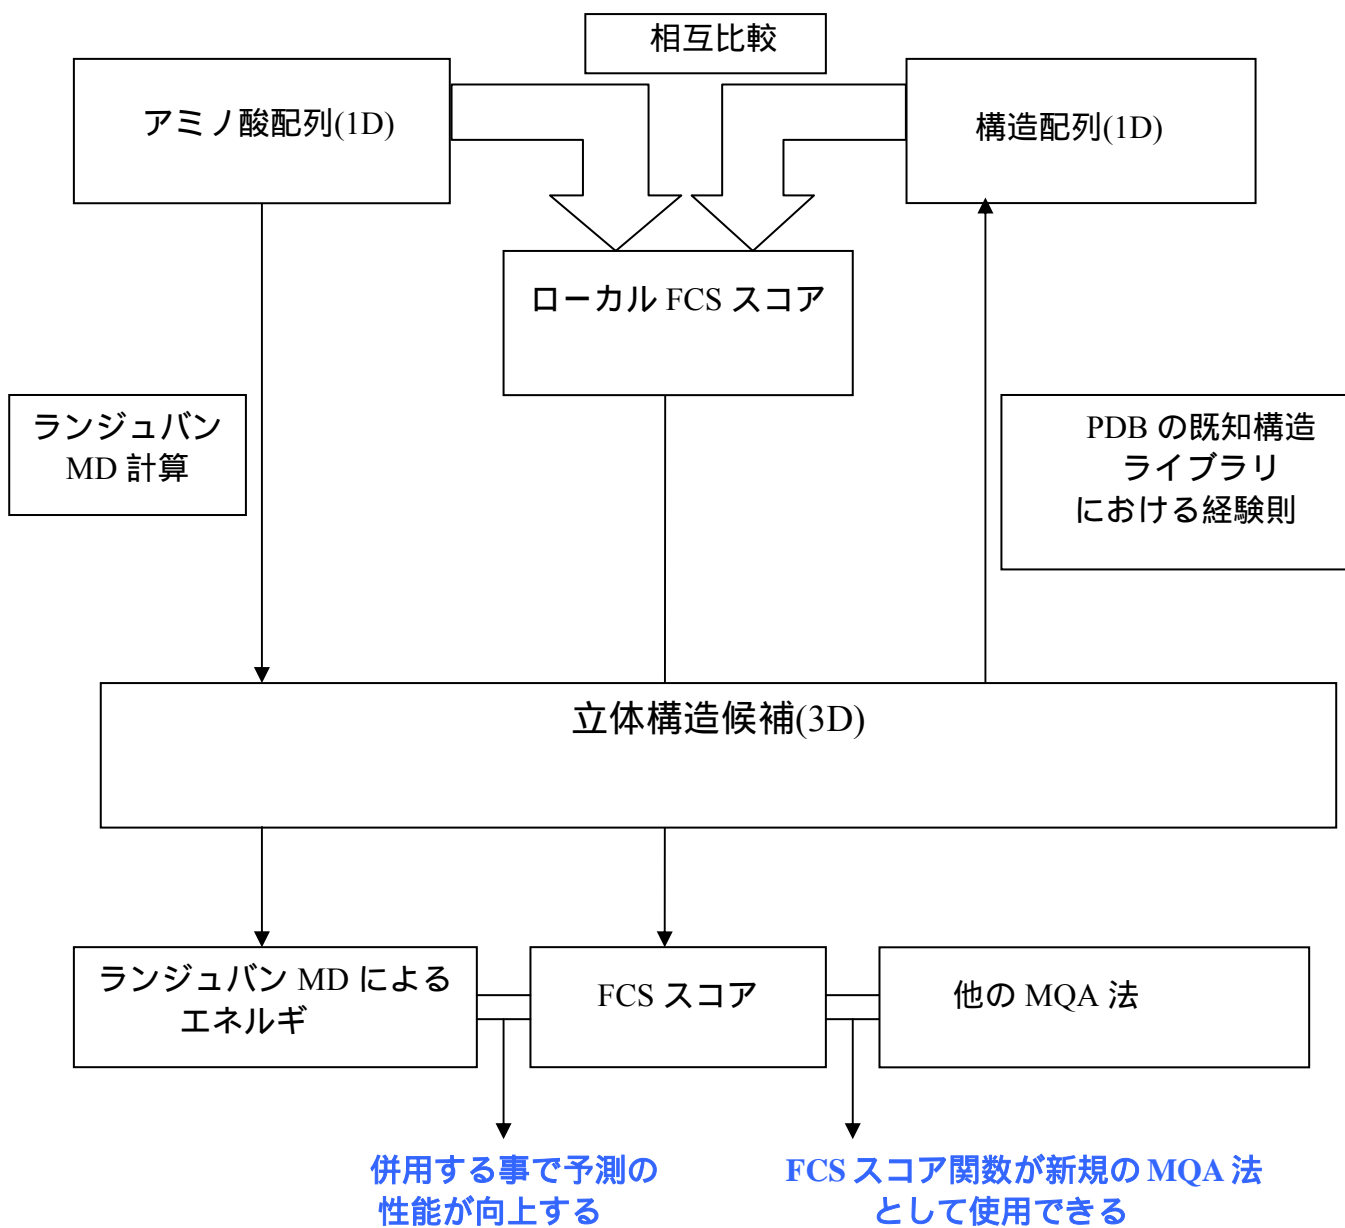 相互比較
アミノ酸配列(1D)
構造配列(1D)
ローカル FCS スコア
ランジュバン
MD 計算
PDB の既知構造
ライブラリ
における経験則
立体構造候補(3D)
ランジュバン MD による
エネルギ
FCS スコア
他の MQA 法
併用する事で予測の
性能が向上する
FCS スコア関数が新規の MQA 法
として使用できる